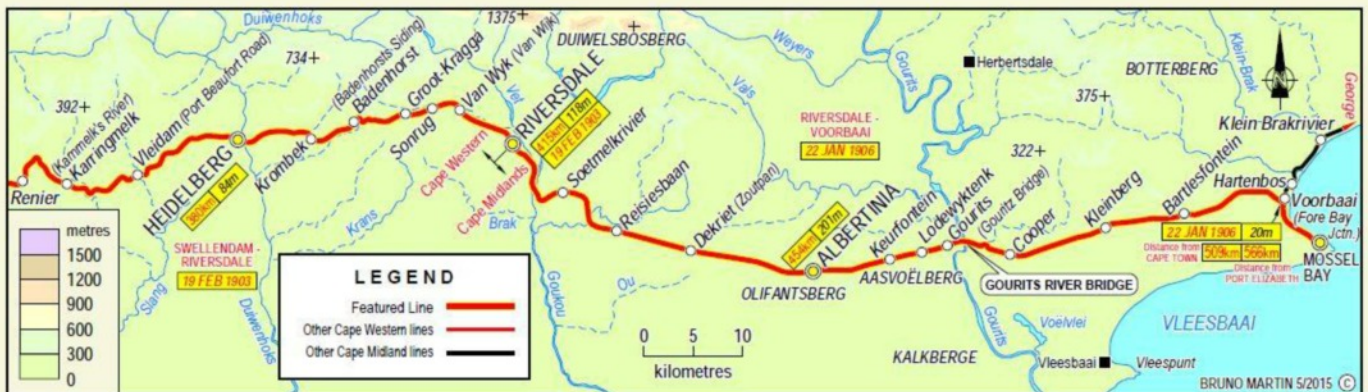 Duiwenhoks
1375+
DUIWELSBOSBERG
734+
392+
Renier
(Kammelk's River)
Karringmelk
Vleidam (Port Beaufort Road)
HEIDELBERG
380km 84m
Krombek
(Badenhorsts Siding)
Badenhorst
Groot-Kragga
Sonrug
Van Wyk (Van Wijk)
Vet
RIVERSDALE
415km 118m
19 FEB 1903
Cape Western
Cape Midlands
Soetmelkrivier
Reisiesbaan
Dekriet (Zoutpan)
Weyers
Vals
RIVERSDALE -
VOORBAAI
22 JAN 1906
Gourits
Herbertsdale
BOTTERBERG
Klein-Brak
375+
322+
George
Klein-Brakrivier
Hartenbos
Voorbaai
(Fore Bay
Jctn.)
MOSSEL
BAY
22 JAN 1906 20m
Distance from
CAPE TOWN
509km 566km
Distance from
PORT ELIZABETH
454km 201m
ALBERTINIA
Keurfontein
Lodewyktenk
Gourits
(Gouritz Bridge)
Cooper
Kleinberg
Bartlesfontein
OLIFANTSBERG
AASVOËLBERG
GOURITS RIVER BRIDGE
Krans
Brak
Slang
Duiwenhoks
Goukou
Ou
Gourits
Voëlvlei
VLEESBAAI
KALKBERGE
Vleesbaai
Vleespunt
SWELLENDAM -
RIVERSDALE
19 FEB 1903
metres
1500
1200
900
600
300
0
LEGEND
Featured Line
Other Cape Western lines
Other Cape Midland lines
0 10
kilometres
BRUNO MARTIN 5/2015 ©